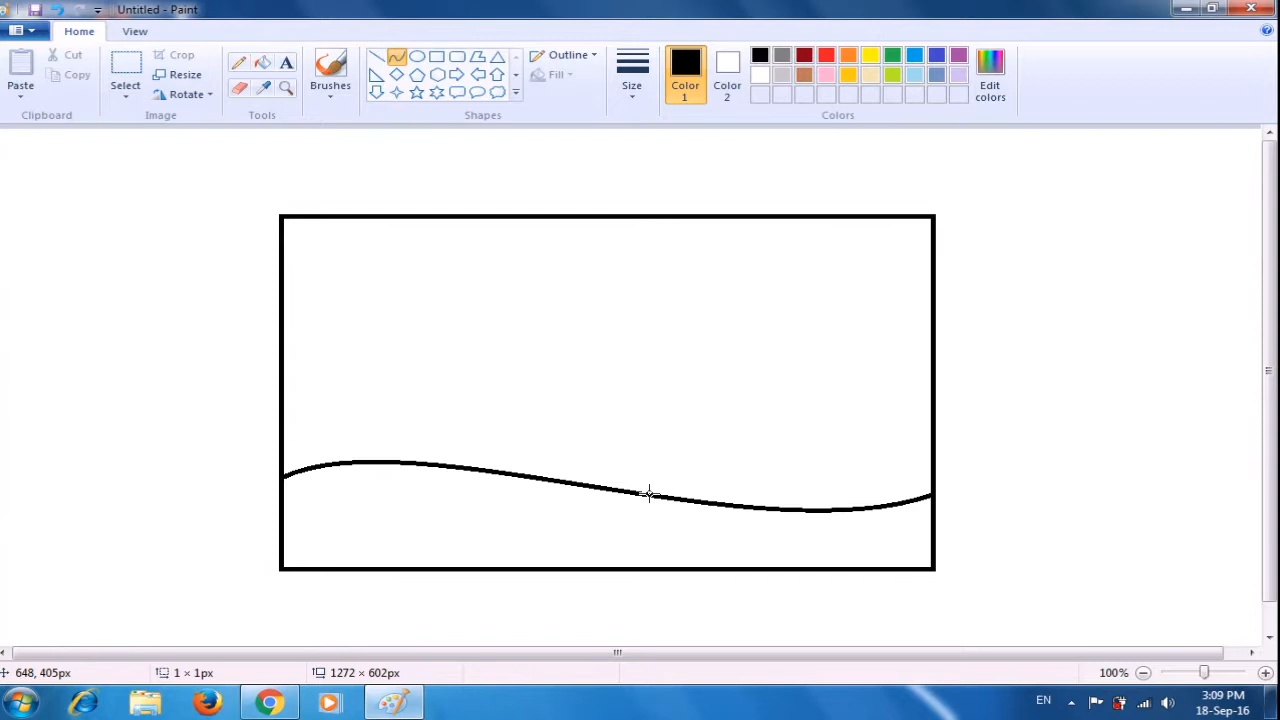 Untitled - Paint
Home View
Paste
Cut
Copy
Clipboard
Select
Crop
Resize
Rotate
Image
A
Tools
Brushes
Outline
Fill
Shapes
Size
Color 1
Color 2
Edit colors
Colors
648, 405px
1 × 1px
1272 × 602px
100%
EN
3:09 PM
18-Sep-16